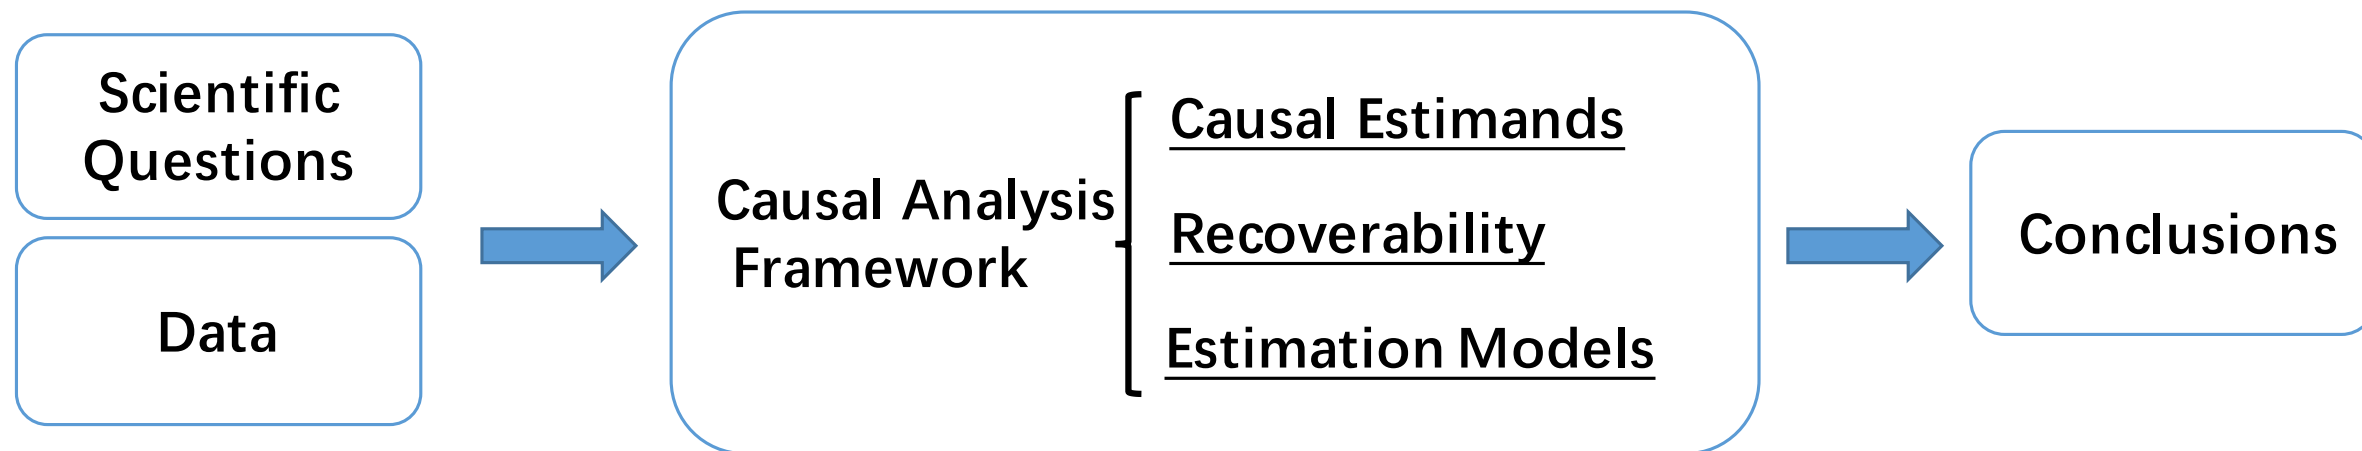 Scientific
Questions
Data
Causal Analysis
Framework
Causal Estimands
Recoverability
Estimation Models
Conclusions